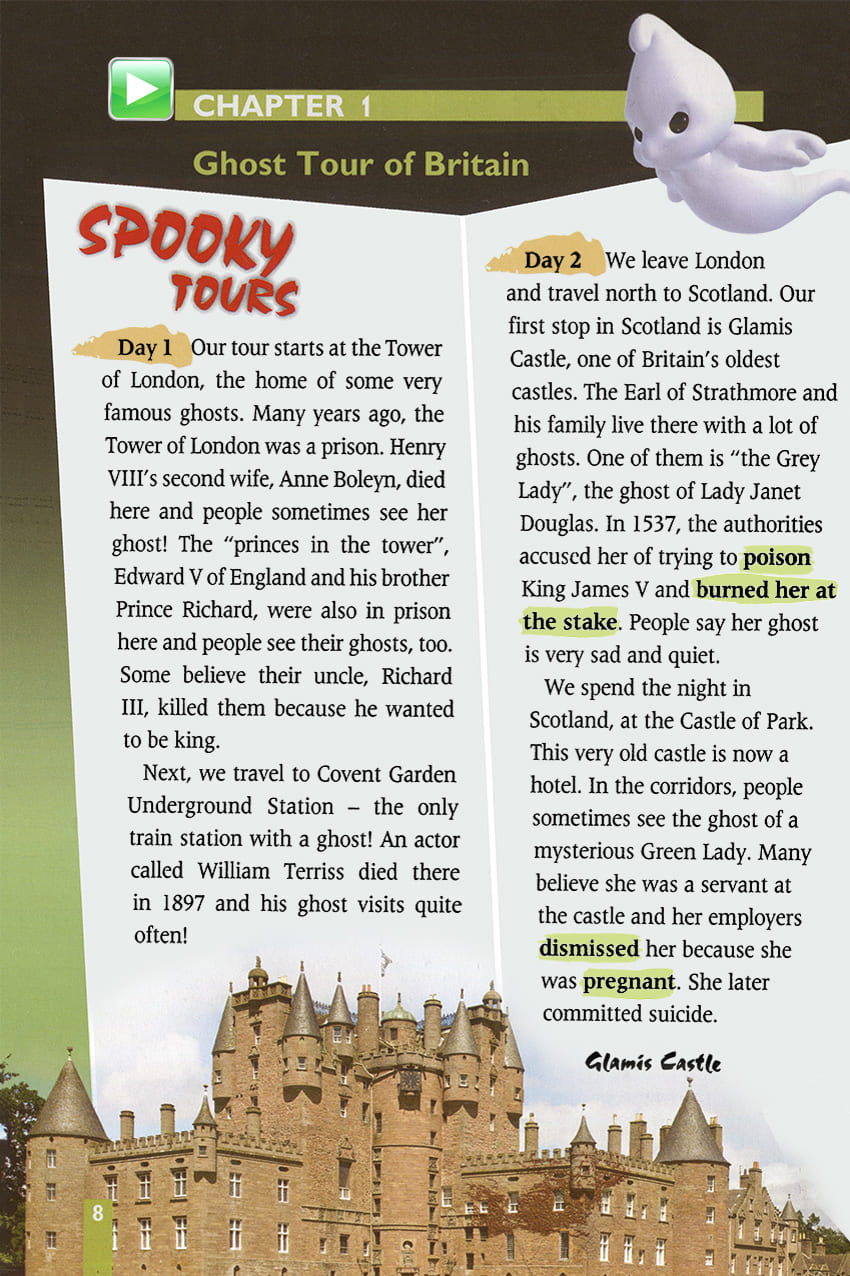 CHAPTER 1
Ghost Tour of Britain
SPOOKY
TOURS
Day 1 Our tour starts at the Tower
of London, the home of some very
famous ghosts. Many years ago, the
Tower of London was a prison. Henry
VIII's second wife, Anne Boleyn, died
here and people sometimes see her
ghost! The “princes in the tower”,
Edward V of England and his brother
Prince Richard, were also in prison
here and people see their ghosts, too.
Some believe their uncle, Richard
III, killed them because he wanted
to be king.
Next, we travel to Covent Garden
Underground Station – the only
train station with a ghost! An actor
called William Terriss died there
in 1897 and his ghost visits quite
often!
Day 2 We leave London
and travel north to Scotland. Our
first stop in Scotland is Glamis
Castle, one of Britain's oldest
castles. The Earl of Strathmore and
his family live there with a lot of
ghosts. One of them is “the Grey
Lady”, the ghost of Lady Janet
Douglas. In 1537, the authorities
accused her of trying to poison
King James V and burned her at
the stake. People say her ghost
is very sad and quiet.
We spend the night in
Scotland, at the Castle of Park.
This very old castle is now a
hotel. In the corridors, people
sometimes see the ghost of a
mysterious Green Lady. Many
believe she was a servant at
the castle and her employers
dismissed her because she
was pregnant. She later
committed suicide.
Glamis Castle
8